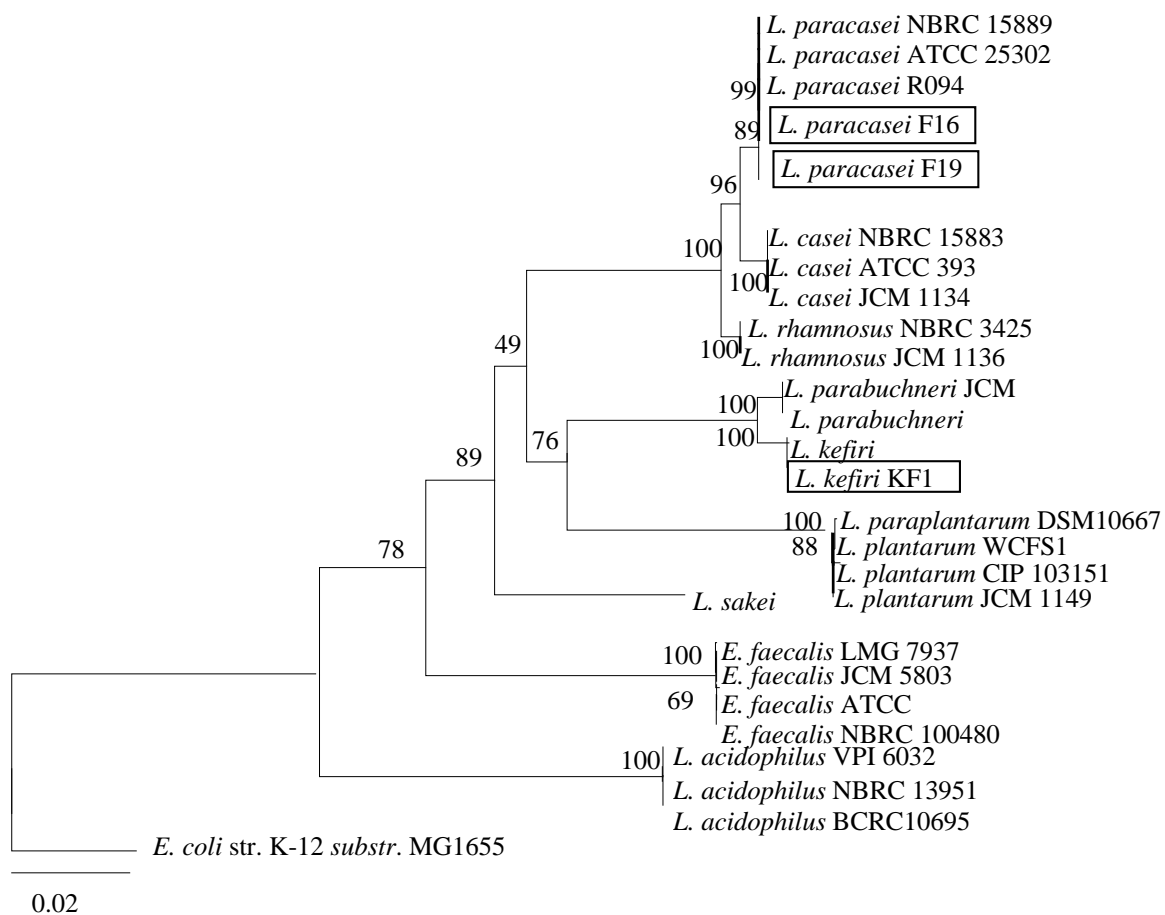 L. paracasei NBRC 15889
L. paracasei ATCC 25302
L. paracasei R094
99
L. paracasei F16
89
L. paracasei F19
96
L. casei NBRC 15883
100
L. casei ATCC 393
100
L. casei JCM 1134
L. rhamnosus NBRC 3425
49
100
L. rhamnosus JCM 1136
L. parabuchneri JCM
100
L. parabuchneri
100
76
L. kefiri
89
L. kefiri KF1
100
L. paraplantarum DSM10667
88
L. plantarum WCFS1
78
L. plantarum CIP 103151
L. plantarum JCM 1149
L. sakei
100
E. faecalis LMG 7937
E. faecalis JCM 5803
69
E. faecalis ATCC
E. faecalis NBRC 100480
100
L. acidophilus VPI 6032
L. acidophilus NBRC 13951
L. acidophilus BCRC10695
E. coli str. K-12 substr. MG1655
0.02